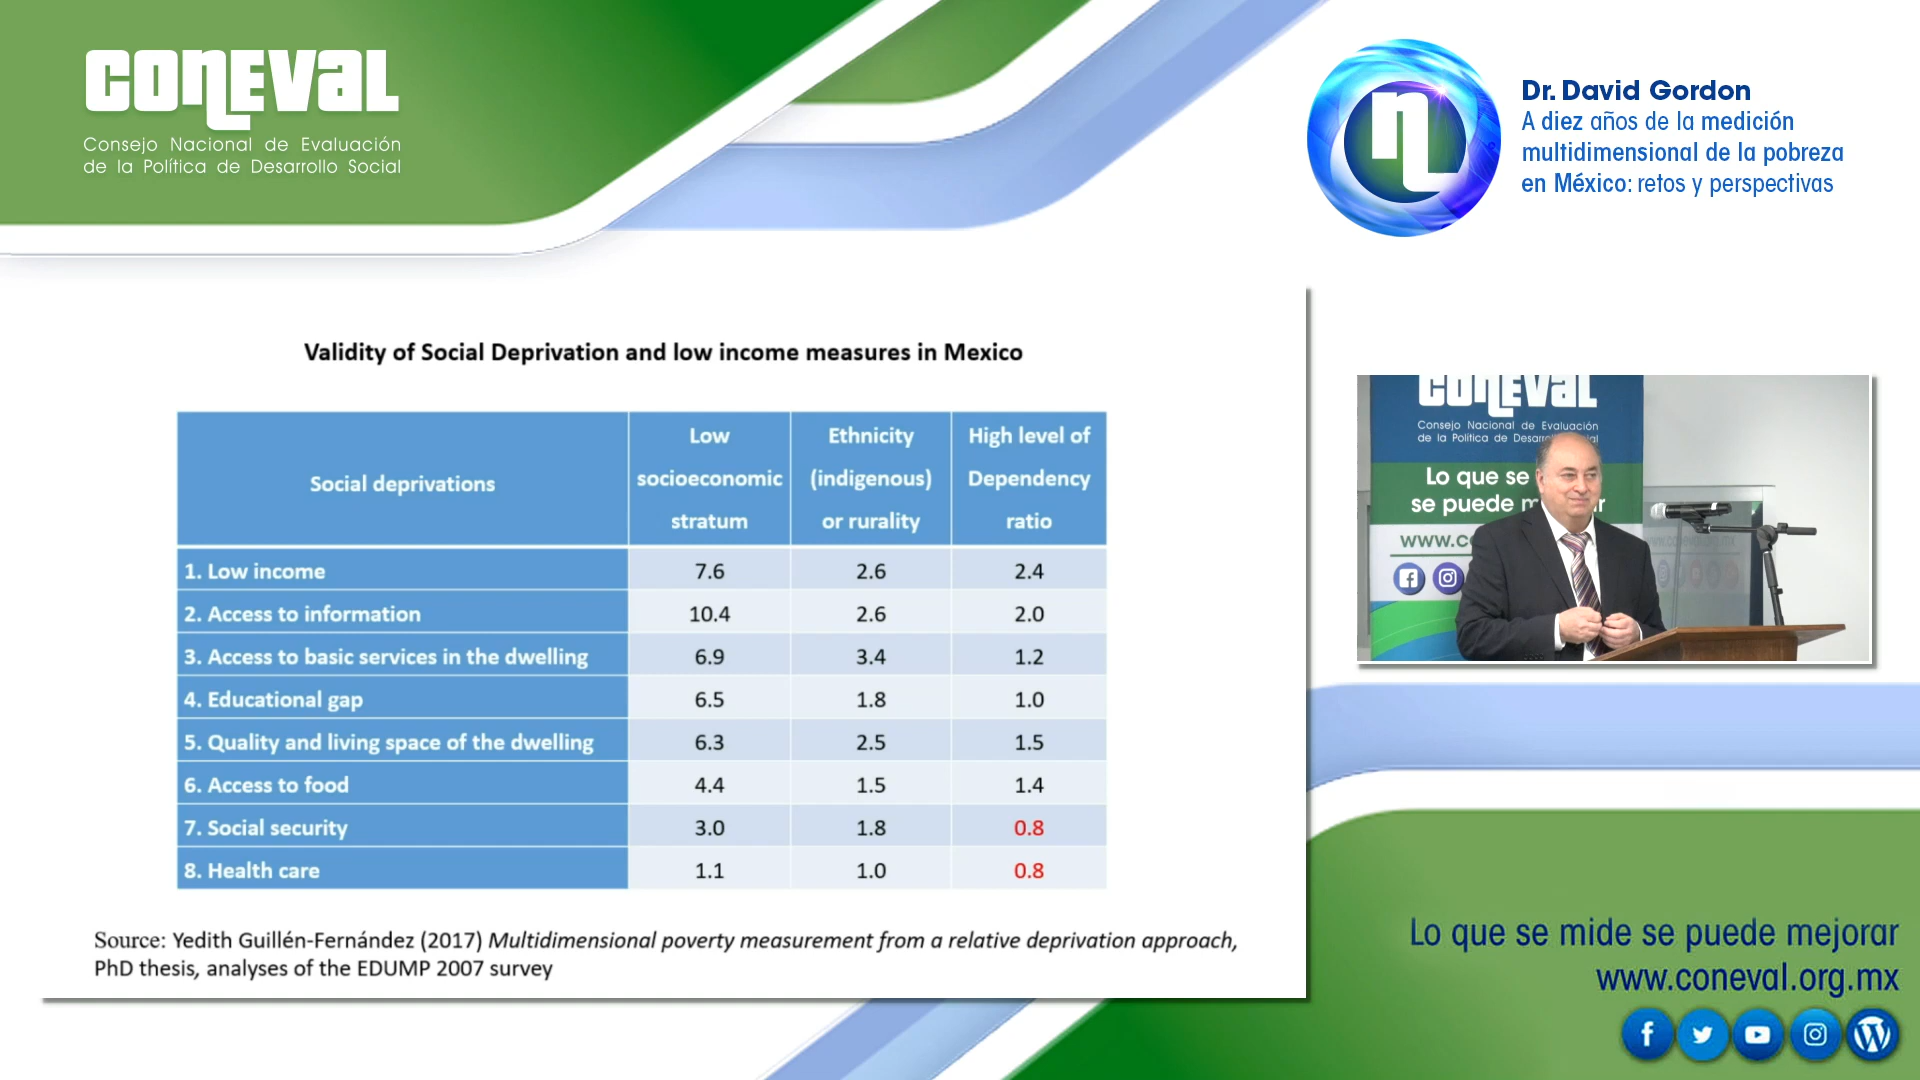 CONEVAL
Consejo Nacional de Evaluación
de la Política de Desarrollo Social
Dr. David Gordon
A diez años de la medición
multidimensional de la pobreza
en México: retos y perspectivas
Validity of Social Deprivation and low income measures in Mexico
Social deprivations
Low socioeconomic stratum
Ethnicity (indigenous) or rurality
High level of Dependency ratio
1. Low income 7.6 2.6 2.4
2. Access to information 10.4 2.6 2.0
3. Access to basic services in the dwelling 6.9 3.4 1.2
4. Educational gap 6.5 1.8 1.0
5. Quality and living space of the dwelling 6.3 2.5 1.5
6. Access to food 4.4 1.5 1.4
7. Social security 3.0 1.8 0.8
8. Health care 1.1 1.0 0.8
Source: Yedith Guillén-Fernández (2017) Multidimensional poverty measurement from a relative deprivation approach,
PhD thesis, analyses of the EDUMP 2007 survey
CONEVAL
Consejo Nacional de Evaluación
de la Política de
Lo que se
se puede
Lo que se mide se puede mejorar
www.coneval.org.mx